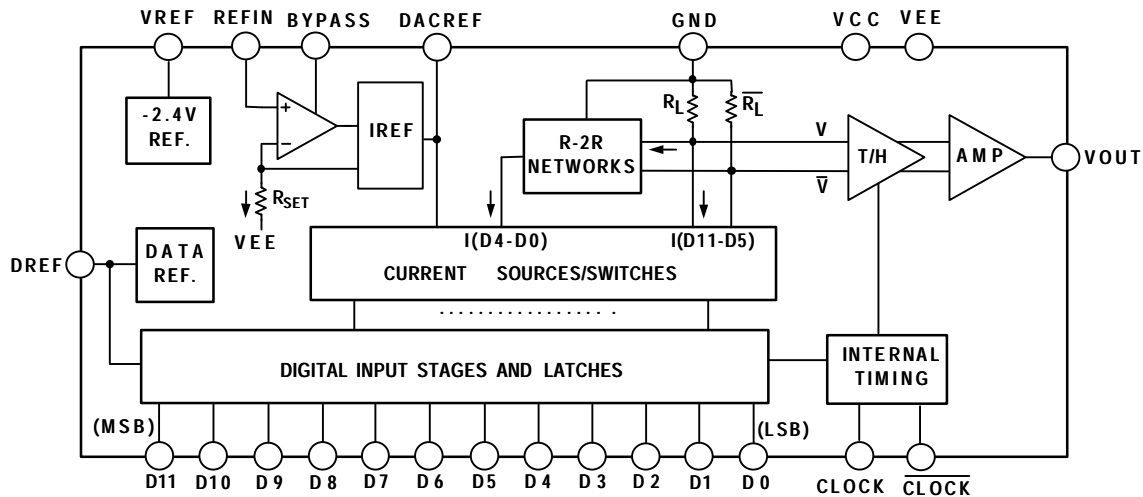 VREF REFIN BYPASS DACREF GND VCC VEE
-2.4V
REF.
+
−
IREF
R_SET
VEE
R-2R
NETWORKS
R_L
R̅_L̅
V
V̅
T/H
AMP
VOUT
DREF
DATA
REF.
I(D4-D0) I(D11-D5)
CURRENT SOURCES/SWITCHES
..................
DIGITAL INPUT STAGES AND LATCHES
INTERNAL
TIMING
(MSB) (LSB)
D11 D10 D9 D8 D7 D6 D5 D4 D3 D2 D1 D0 CLOCK C̅L̅O̅C̅K̅